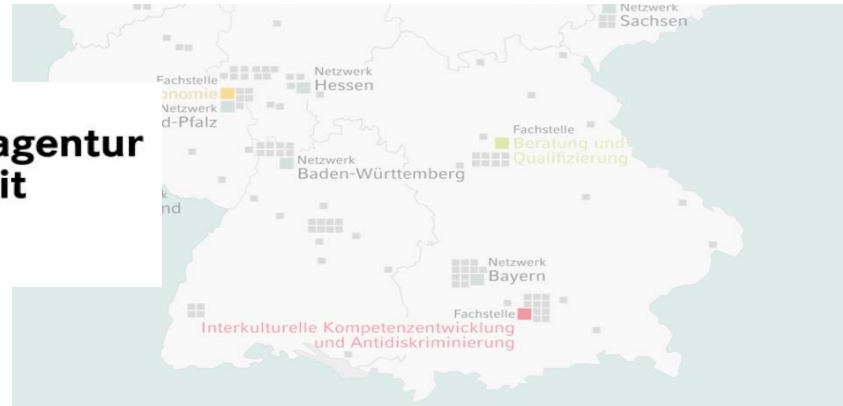 Netzwerk
Sachsen
Netzwerk
Hessen
Fachstelle
onomie
Netzwerk
d-Pfalz
agentur
it
Fachstelle
Beratung und
Qualifizierung
Netzwerk
Baden-Württemberg
k
nd
Netzwerk
Bayern
Fachstelle
Interkulturelle Kompetenzentwicklung
und Antidiskriminierung